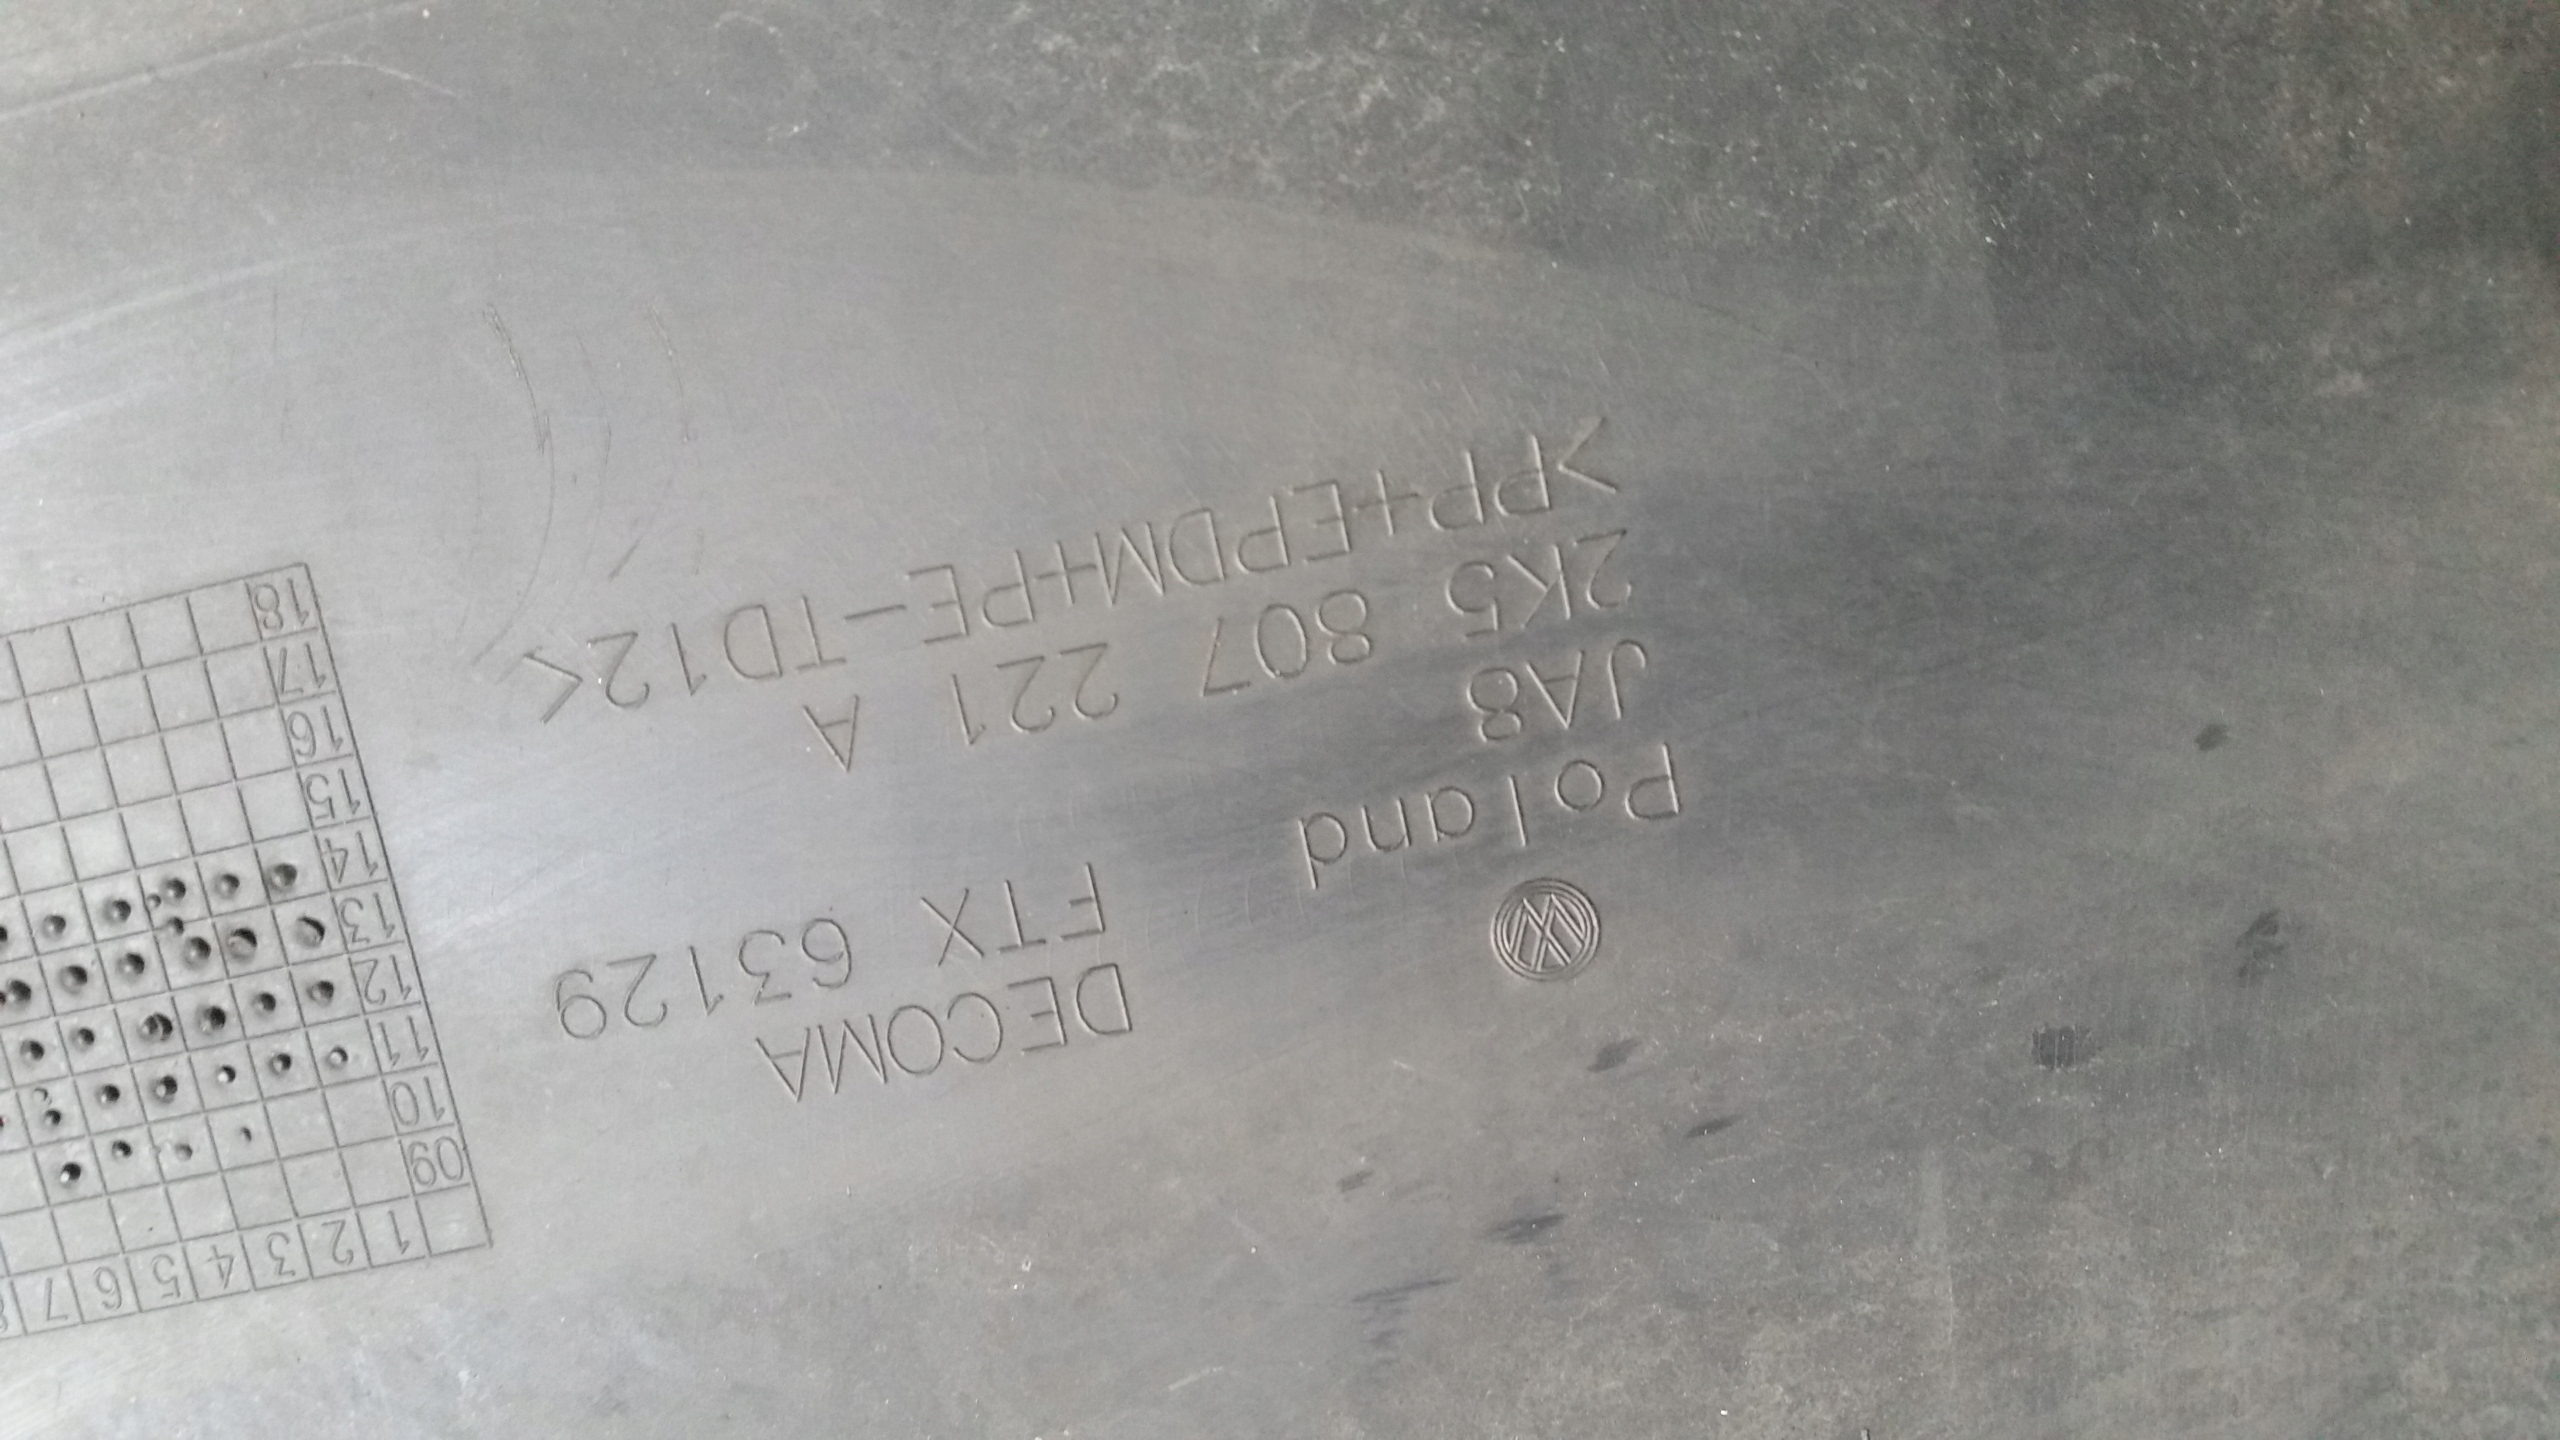 DECOMA
FTX 63129
Poland
JA8
2K5 807 221 A
>PP+EPDM+PE-TD12<
1 2 3 4 5 6 7
09
10
11
12
13
14
15
16
17
18